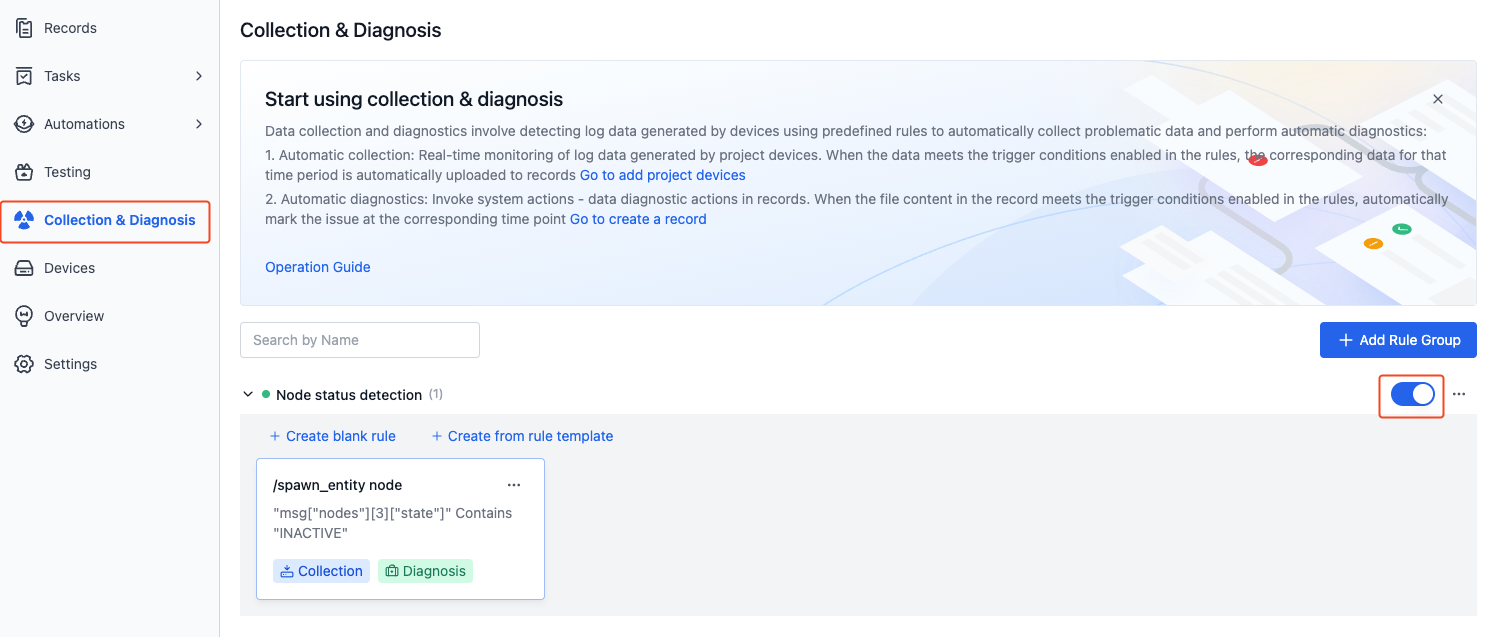 Records
Tasks
Automations
Testing
Collection & Diagnosis
Devices
Overview
Settings
Collection & Diagnosis
Start using collection & diagnosis
Data collection and diagnostics involve detecting log data generated by devices using predefined rules to automatically collect problematic data and perform automatic diagnostics:
1. Automatic collection: Real-time monitoring of log data generated by project devices. When the data meets the trigger conditions enabled in the rules, the corresponding data for that
time period is automatically uploaded to records Go to add project devices
2. Automatic diagnostics: Invoke system actions - data diagnostic actions in records. When the file content in the record meets the trigger conditions enabled in the rules, automatically
mark the issue at the corresponding time point Go to create a record
Operation Guide
Search by Name
Add Rule Group
Node status detection (1)
+ Create blank rule + Create from rule template
/spawn_entity node
"msg["nodes"][3]["state"]" Contains
"INACTIVE"
Collection Diagnosis